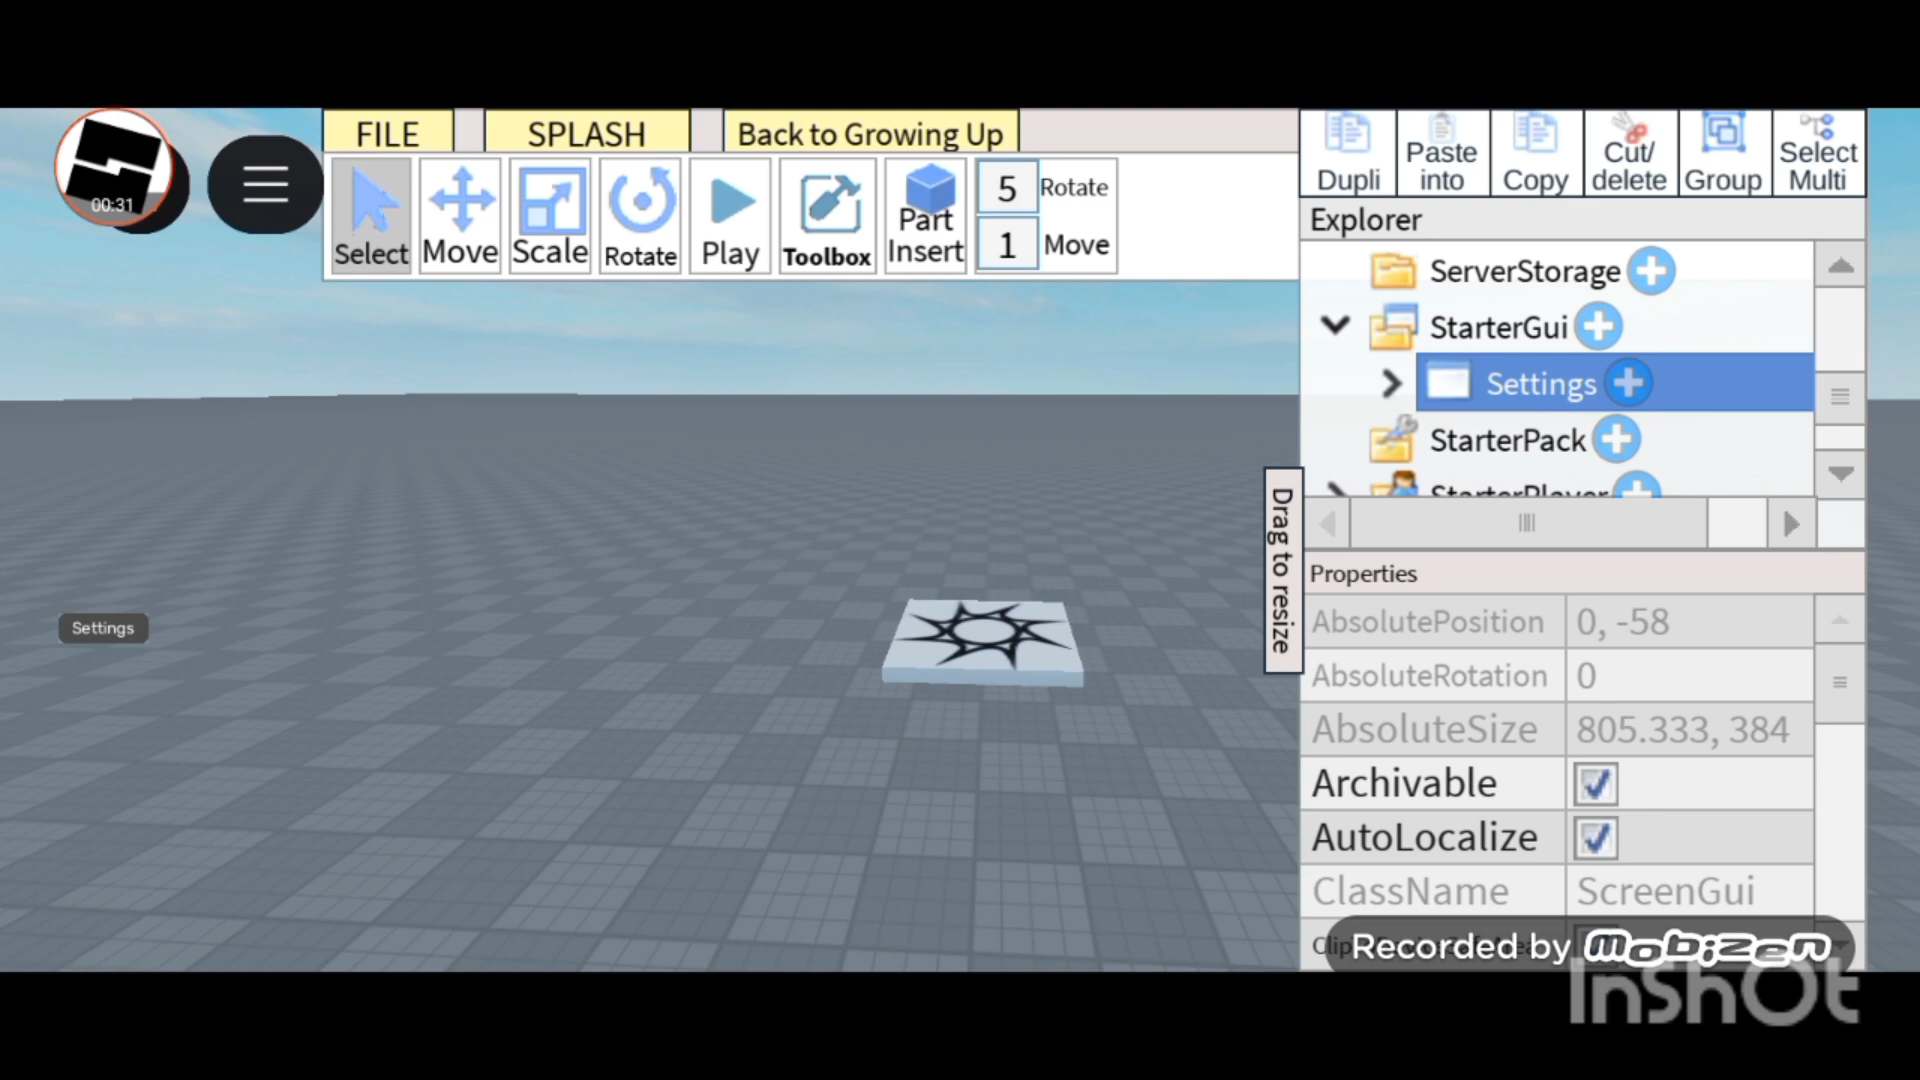 00:31
FILE
SPLASH
Back to Growing Up
Select
Move
Scale
Rotate
Play
Toolbox
Part
Insert
5 Rotate
1 Move
Dupli
Paste
into
Copy
Cut/
delete
Group
Select
Multi
Explorer
ServerStorage
StarterGui
Settings
StarterPack
StarterPlayer
Drag to resize
Settings
Properties
AbsolutePosition 0, -58
AbsoluteRotation 0
AbsoluteSize 805.333, 384
Archivable
AutoLocalize
ClassName ScreenGui
Recorded by Mobizen
InShOt